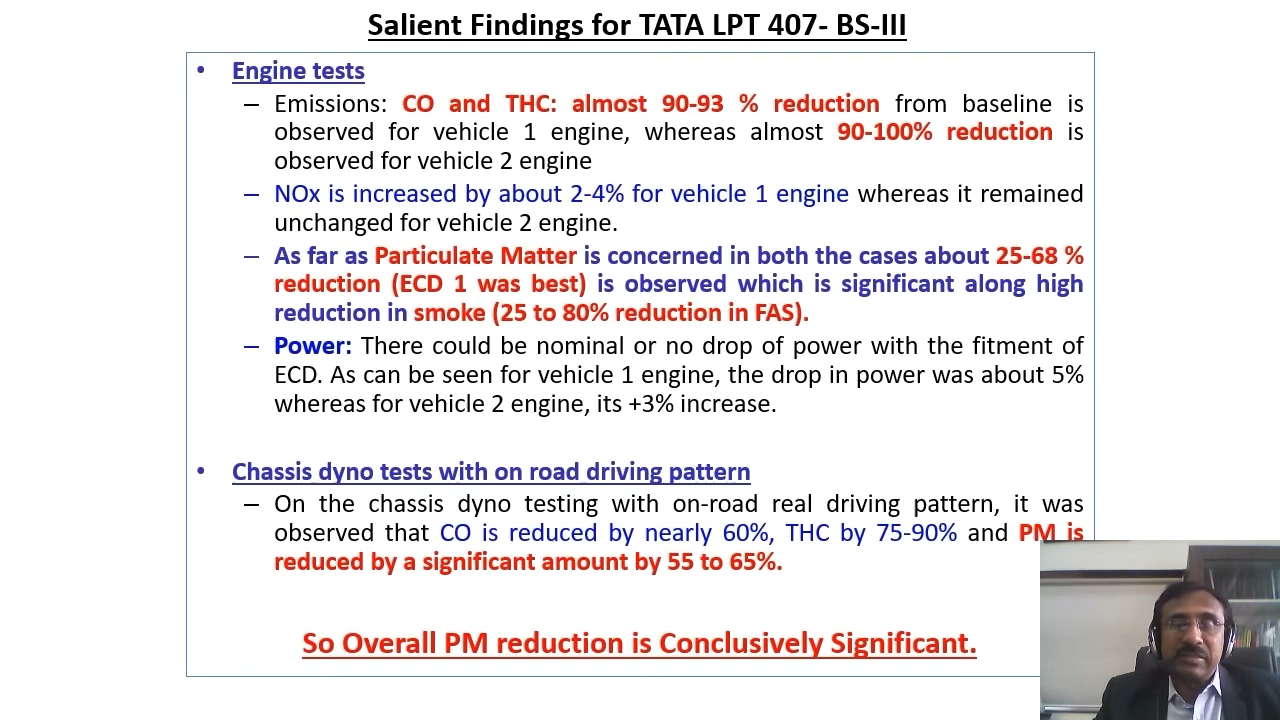 Salient Findings for TATA LPT 407- BS-III
• Engine tests
– Emissions: CO and THC: almost 90-93 % reduction from baseline is
observed for vehicle 1 engine, whereas almost 90-100% reduction is
observed for vehicle 2 engine
– NOx is increased by about 2-4% for vehicle 1 engine whereas it remained
unchanged for vehicle 2 engine.
– As far as Particulate Matter is concerned in both the cases about 25-68 %
reduction (ECD 1 was best) is observed which is significant along high
reduction in smoke (25 to 80% reduction in FAS).
– Power: There could be nominal or no drop of power with the fitment of
ECD. As can be seen for vehicle 1 engine, the drop in power was about 5%
whereas for vehicle 2 engine, its +3% increase.
• Chassis dyno tests with on road driving pattern
– On the chassis dyno testing with on-road real driving pattern, it was
observed that CO is reduced by nearly 60%, THC by 75-90% and PM is
reduced by a significant amount by 55 to 65%.
So Overall PM reduction is Conclusively Significant.